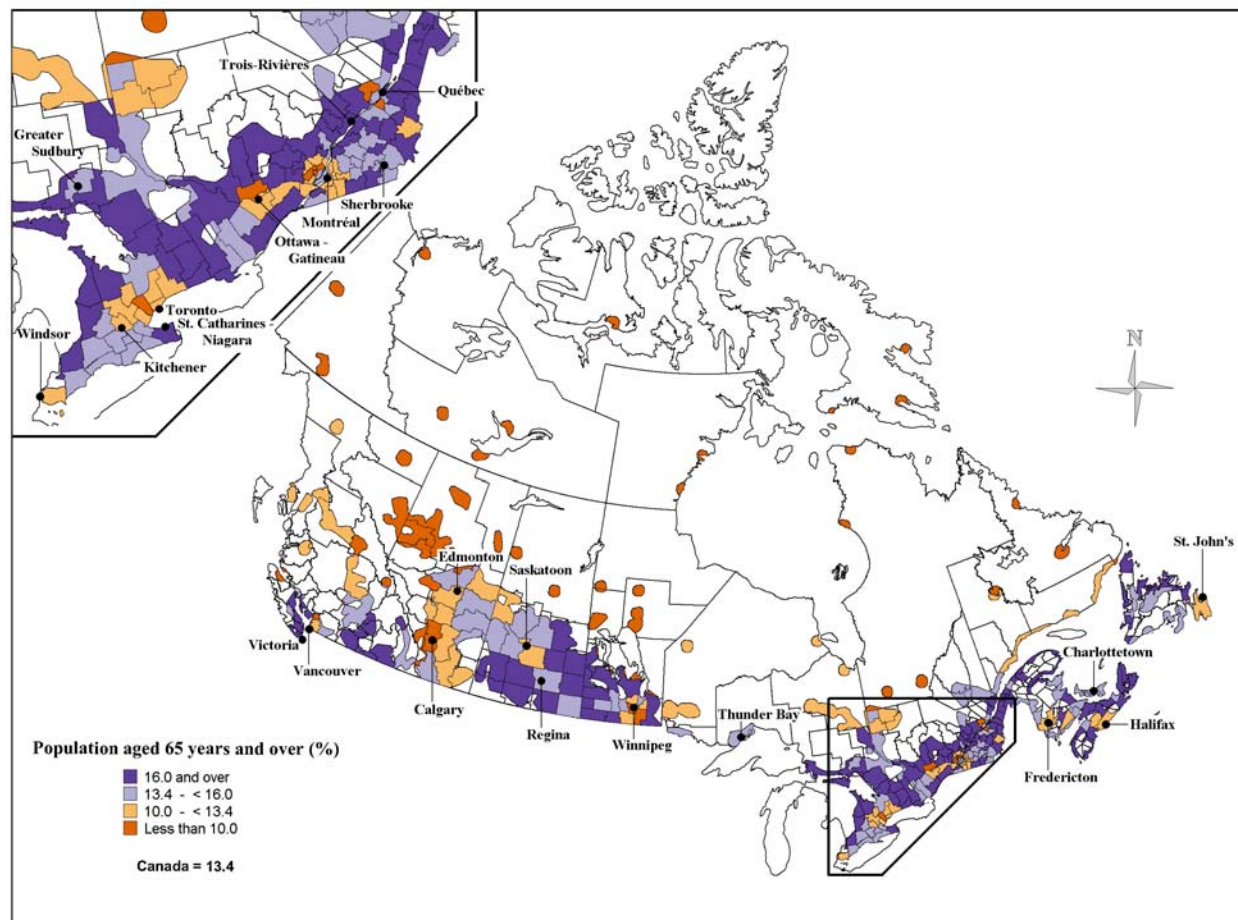 Trois-Rivières
Québec
Greater
Sudbury
Sherbrooke
Montréal
Ottawa -
Gatineau
Toronto
St. Catharines -
Niagara
Windsor
Kitchener
N
Edmonton
Saskatoon
St. John's
Victoria
Vancouver
Charlottetown
Calgary
Regina
Winnipeg
Thunder Bay
Halifax
Fredericton
Population aged 65 years and over (%)
16.0 and over
13.4 - < 16.0
10.0 - < 13.4
Less than 10.0
Canada = 13.4